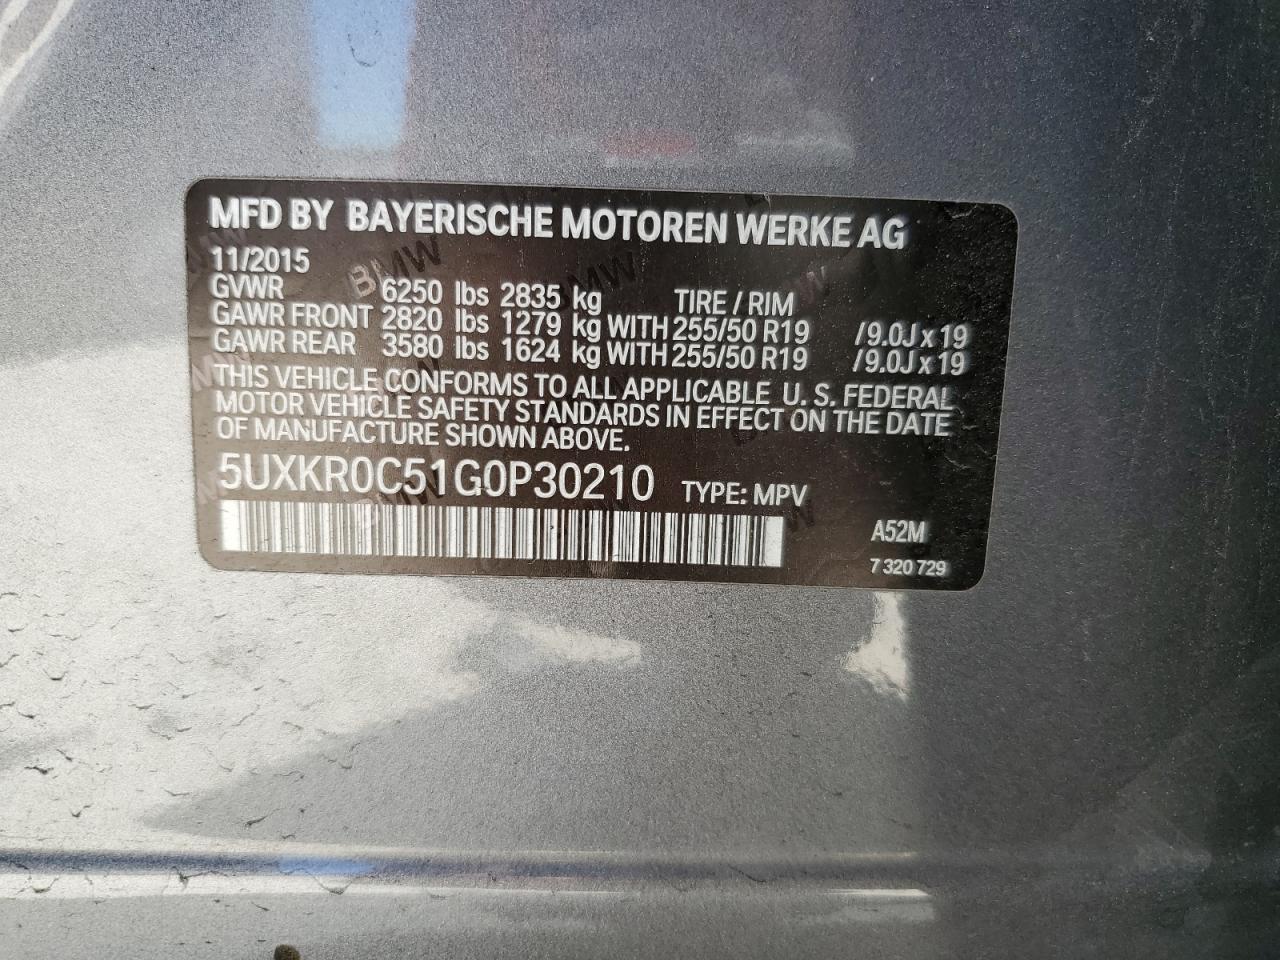 MFD BY BAYERISCHE MOTOREN WERKE AG
11/2015
GVWR 6250 lbs 2835 kg TIRE / RIM
GAWR FRONT 2820 lbs 1279 kg WITH 255/50 R19 /9.0J x 19
GAWR REAR 3580 lbs 1624 kg WITH 255/50 R19 /9.0J x 19
THIS VEHICLE CONFORMS TO ALL APPLICABLE U. S. FEDERAL
MOTOR VEHICLE SAFETY STANDARDS IN EFFECT ON THE DATE
OF MANUFACTURE SHOWN ABOVE.
5UXKR0C51G0P30210 TYPE: MPV
A52M
7 320 729